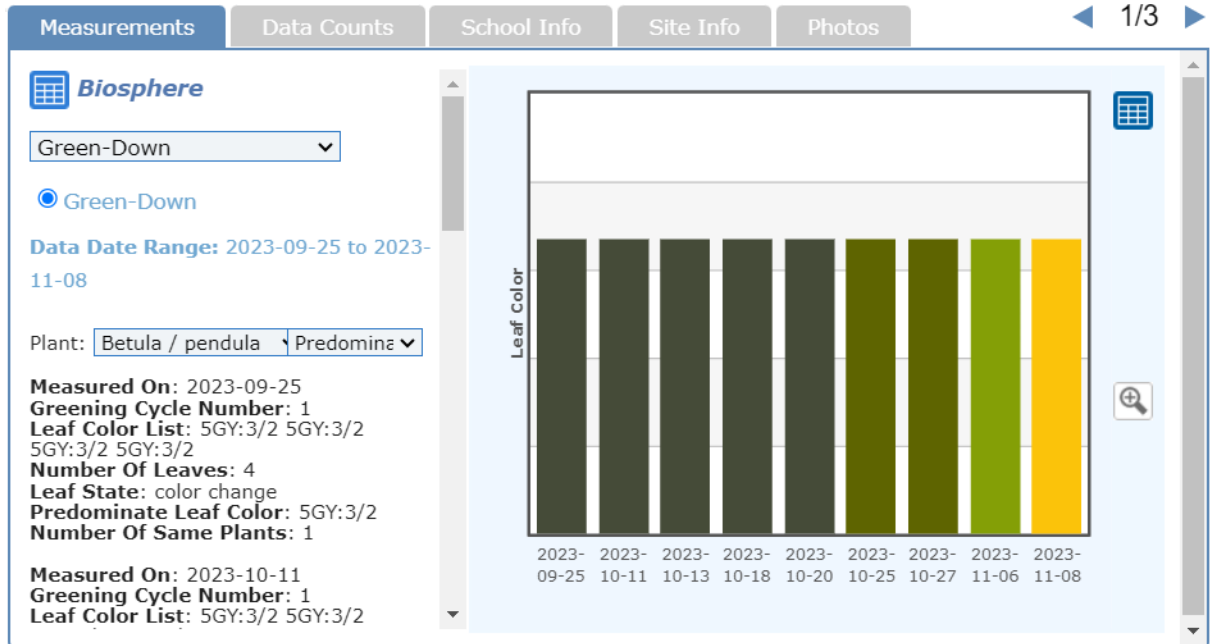 Measurements
Data Counts
School Info
Site Info
Photos
1/3
Biosphere
Green-Down
Green-Down
Data Date Range: 2023-09-25 to 2023-
11-08
Plant: Betula / pendula
Measured On: 2023-09-25
Greening Cycle Number: 1
Leaf Color List: 5GY:3/2 5GY:3/2
5GY:3/2 5GY:3/2
Number Of Leaves: 4
Leaf State: color change
Predominate Leaf Color: 5GY:3/2
Number Of Same Plants: 1
Measured On: 2023-10-11
Greening Cycle Number: 1
Leaf Color List: 5GY:3/2 5GY:3/2
Leaf Color
2023- 2023- 2023- 2023- 2023- 2023- 2023- 2023- 2023-
09-25 10-11 10-13 10-18 10-20 10-25 10-27 11-06 11-08